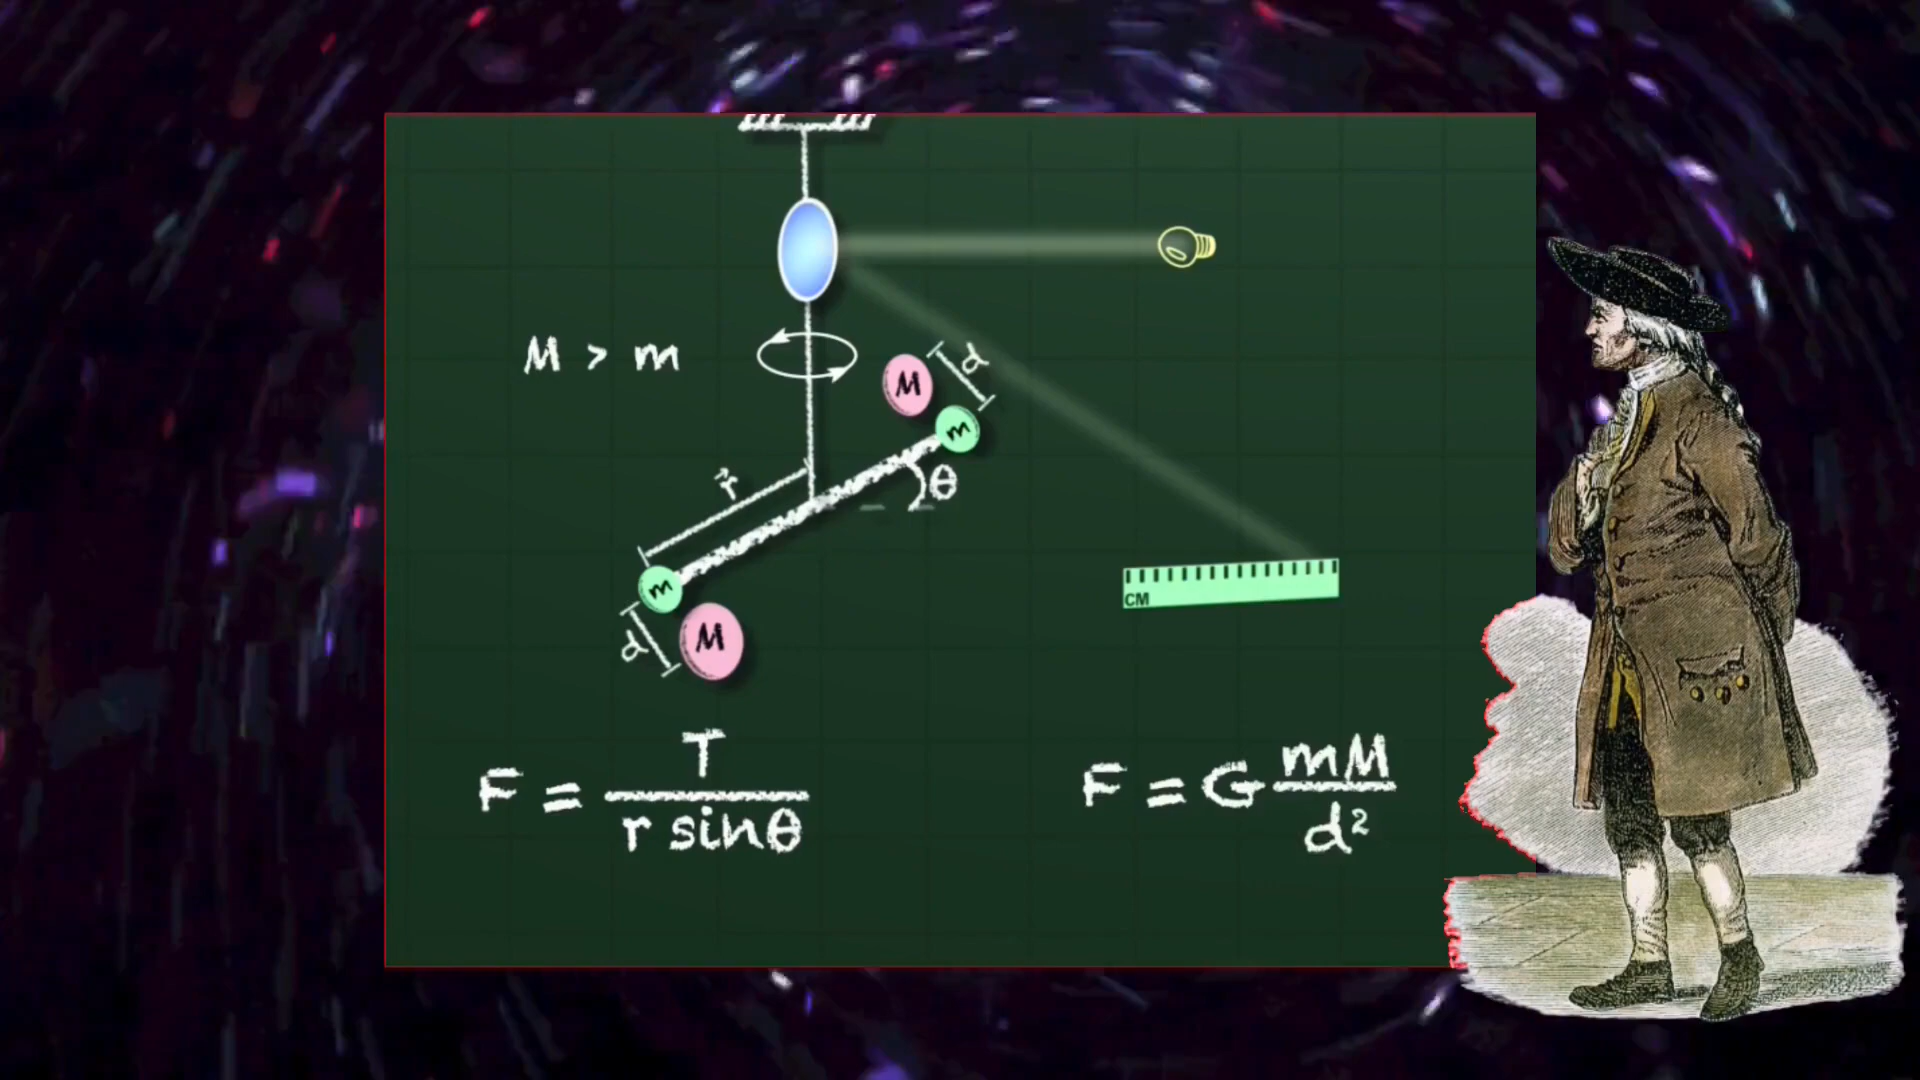 M > m
M
d
m
r⃗
θ
m
d
M
CM
F = T / r sinθ
F = G mM / d²